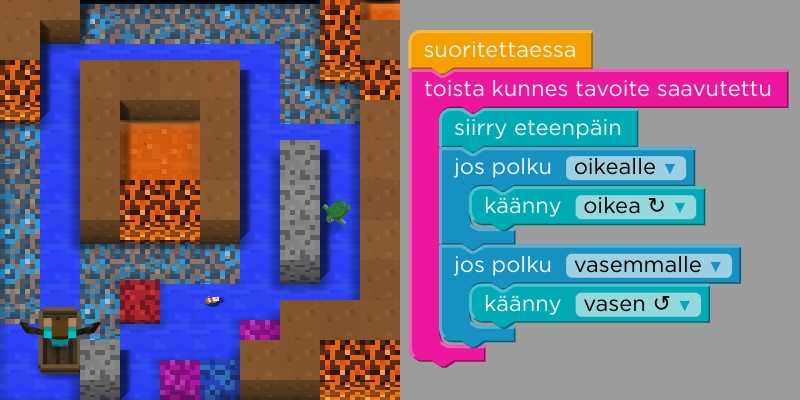 suoritettaessa
toista kunnes tavoite saavutettu
siirry eteenpäin
jos polku oikealle ▼
käänny oikea ↻ ▼
jos polku vasemmalle ▼
käänny vasen ↺ ▼